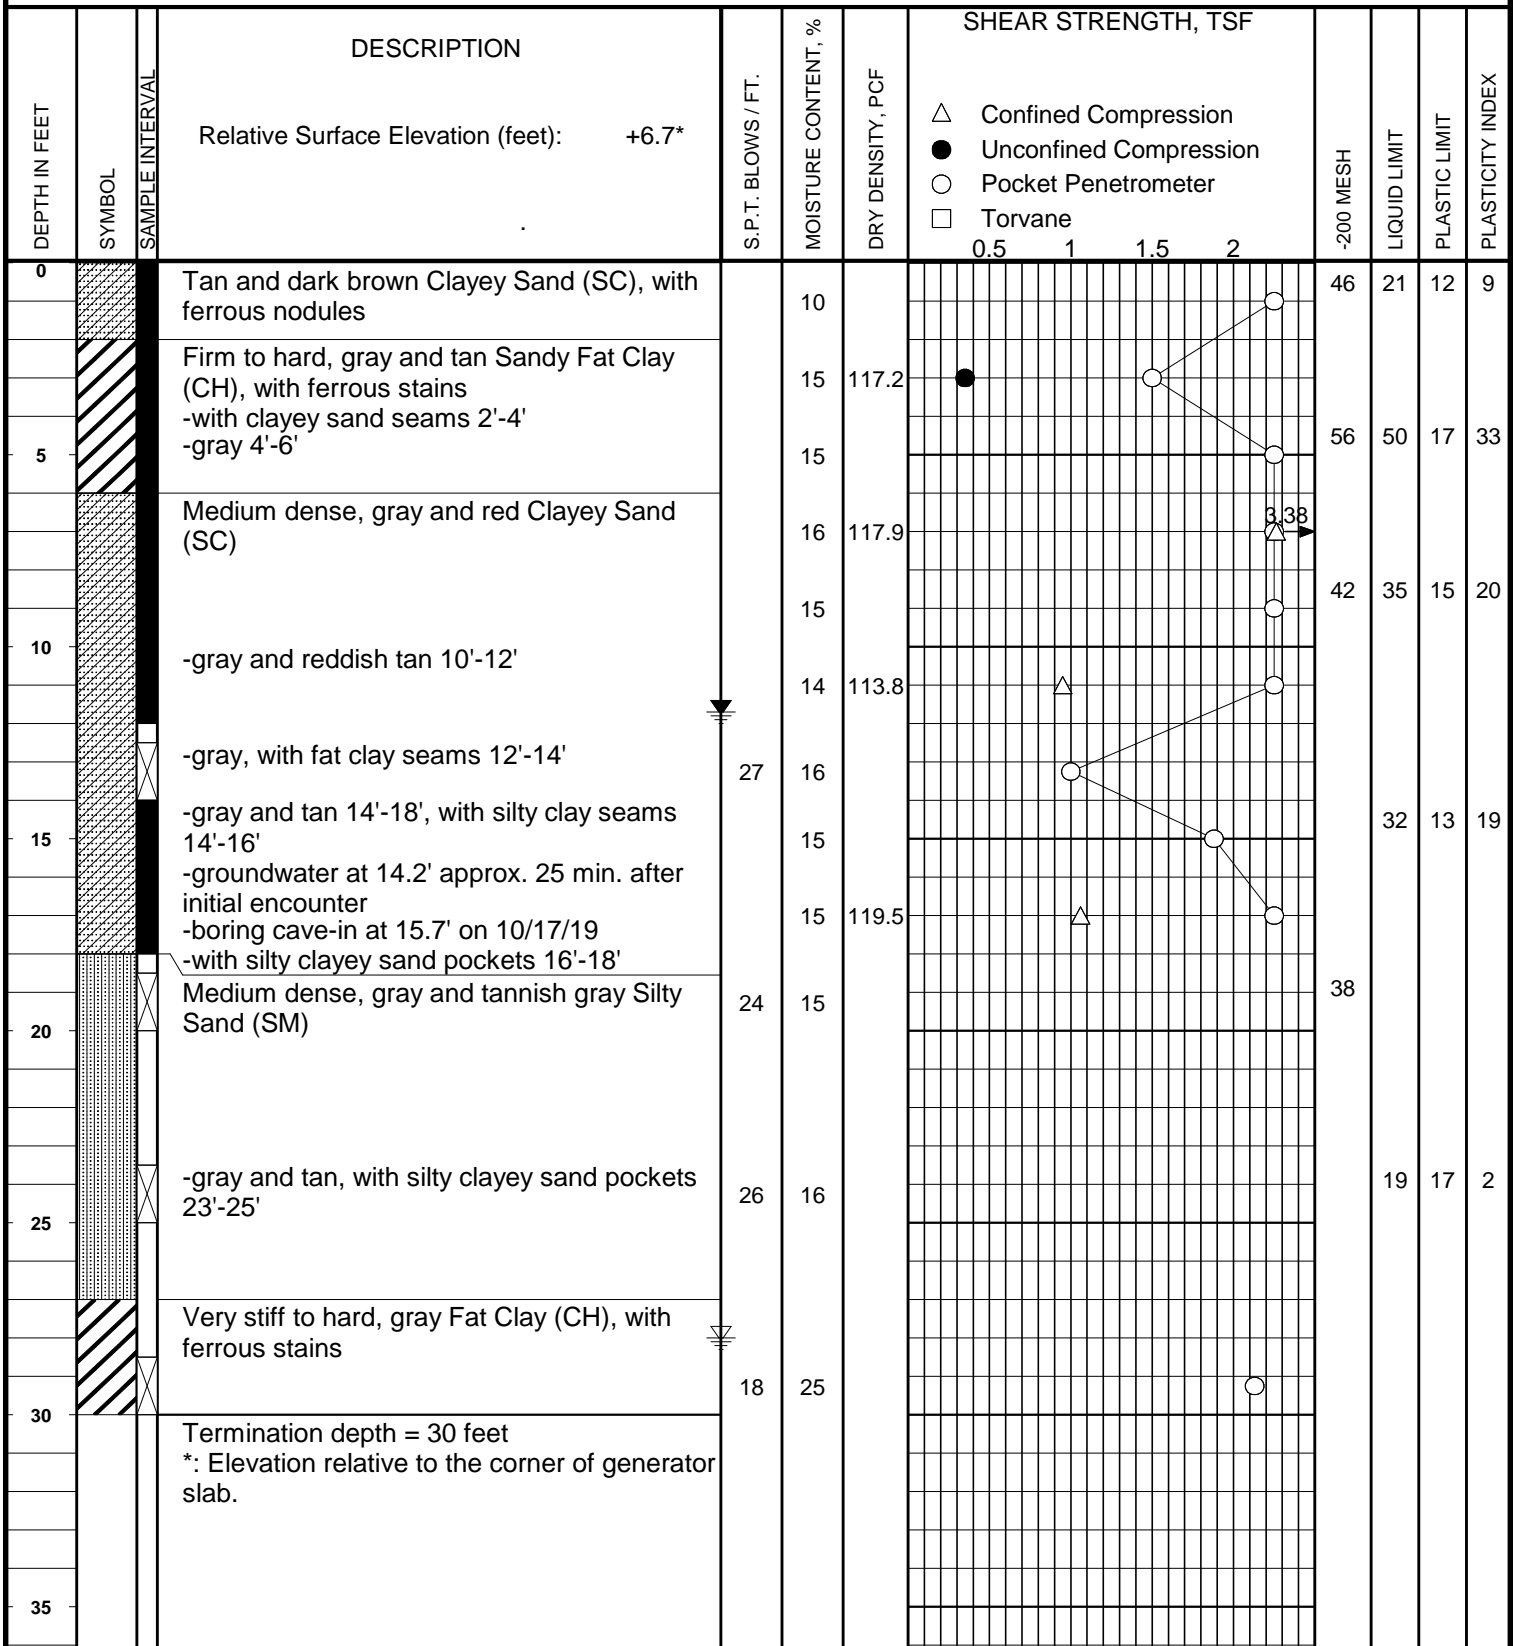 DEPTH IN FEET
SYMBOL
SAMPLE INTERVAL
DESCRIPTION
Relative Surface Elevation (feet): +6.7*
.
S.P.T. BLOWS / FT.
MOISTURE CONTENT, %
DRY DENSITY, PCF
SHEAR STRENGTH, TSF
Confined Compression
Unconfined Compression
Pocket Penetrometer
Torvane
0.5 1 1.5 2
-200 MESH
LIQUID LIMIT
PLASTIC LIMIT
PLASTICITY INDEX
0
Tan and dark brown Clayey Sand (SC), with
ferrous nodules
10
46 21 12 9
Firm to hard, gray and tan Sandy Fat Clay
(CH), with ferrous stains
-with clayey sand seams 2'-4'
-gray 4'-6'
15 117.2
56 50 17 33
5
15
Medium dense, gray and red Clayey Sand
(SC)
16 117.9
3.38
42 35 15 20
15
10
-gray and reddish tan 10'-12'
14 113.8
-gray, with fat clay seams 12'-14'
27 16
-gray and tan 14'-18', with silty clay seams
14'-16'
32 13 19
15
15
-groundwater at 14.2' approx. 25 min. after
initial encounter
-boring cave-in at 15.7' on 10/17/19
15 119.5
-with silty clayey sand pockets 16'-18'
Medium dense, gray and tannish gray Silty
Sand (SM)
24 15
38
20
-gray and tan, with silty clayey sand pockets
23'-25'
26 16
19 17 2
25
Very stiff to hard, gray Fat Clay (CH), with
ferrous stains
18 25
30
Termination depth = 30 feet
*: Elevation relative to the corner of generator
slab.
35